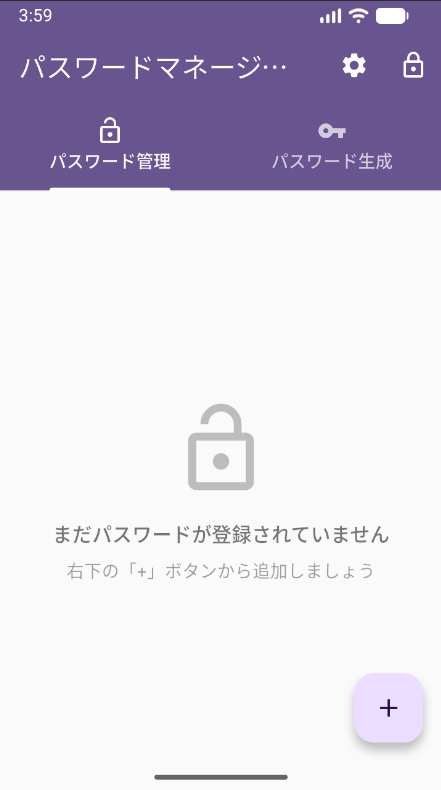 3:59
パスワードマネージ…
パスワード管理
パスワード生成
まだパスワードが登録されていません
右下の「+」ボタンから追加しましょう
+